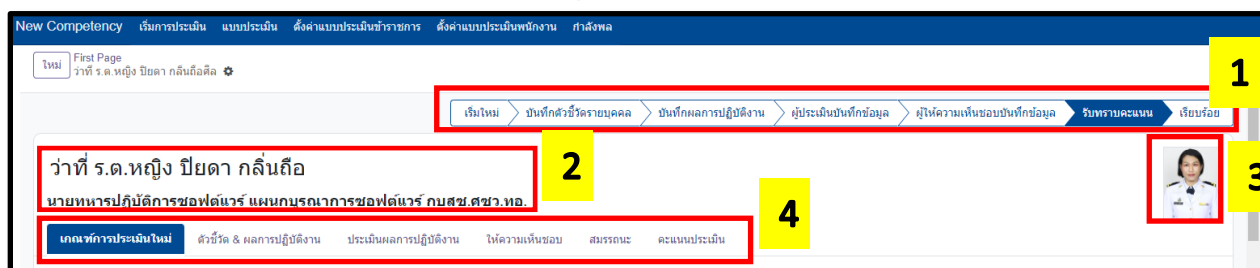 New Competency เริ่มการประเมิน แบบประเมิน ตั้งค่าแบบประเมินข้าราชการ ตั้งค่าแบบประเมินพนักงาน กำลังพล
ใหม่ First Page
ว่าที่ ร.ต.หญิง ปิยดา กลิ่นถือศีล
1
เริ่มใหม่ บันทึกตัวชี้วัดรายบุคคล บันทึกผลการปฏิบัติงาน ผู้ประเมินบันทึกข้อมูล ผู้ให้ความเห็นชอบบันทึกข้อมูล รับทราบคะแนน เรียบร้อย
ว่าที่ ร.ต.หญิง ปิยดา กลิ่นถือ
2
3
นายทหารปฏิบัติการซอฟต์แวร์ แผนกบูรณาการซอฟต์แวร์ กบสซ.ศซว.ทอ.
4
เกณฑ์การประเมินใหม่ ตัวชี้วัด & ผลการปฏิบัติงาน ประเมินผลการปฏิบัติงาน ให้ความเห็นชอบ สมรรถนะ คะแนนประเมิน